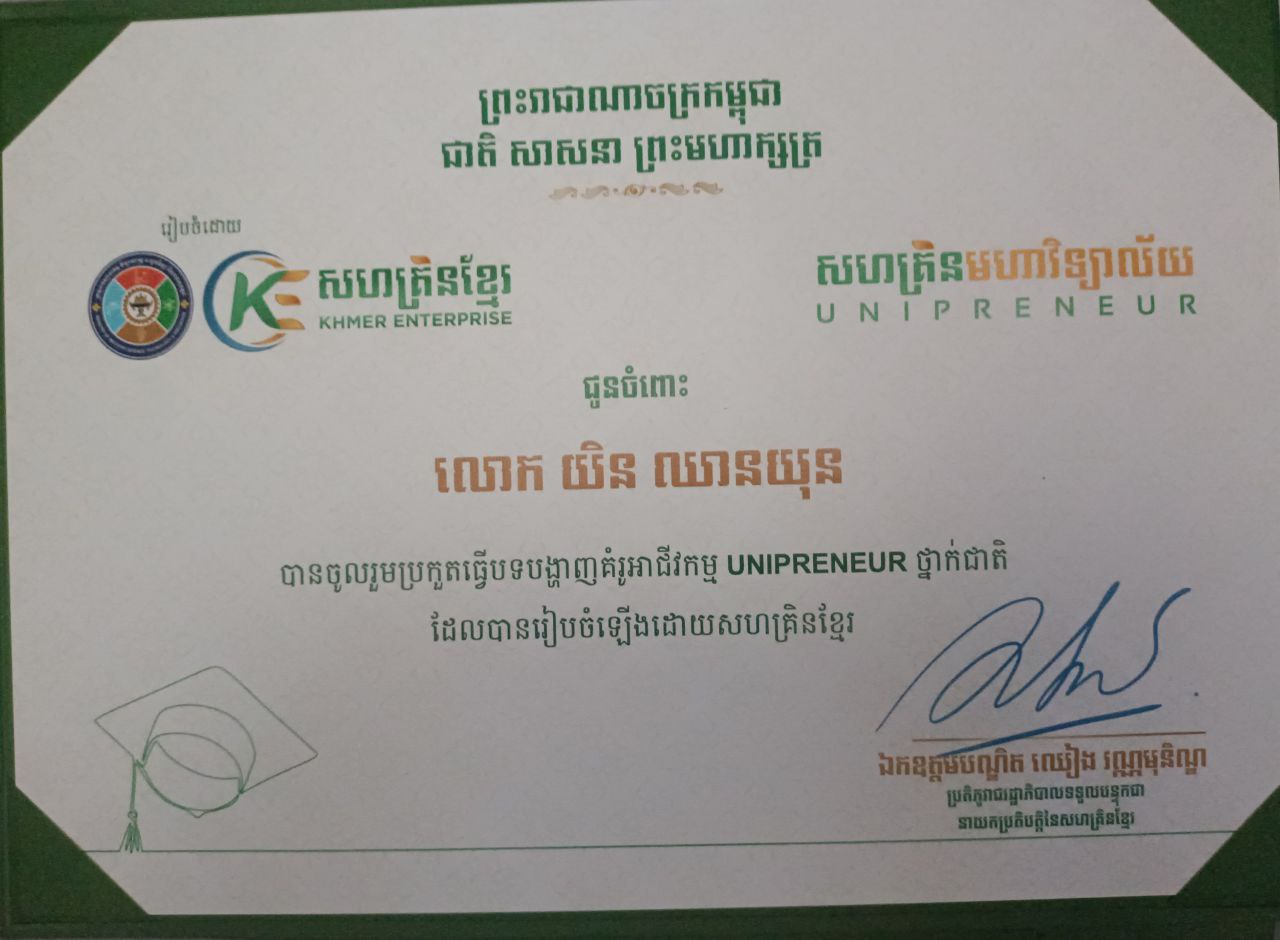 ព្រះរាជាណាចក្រកម្ពុជា
ជាតិ សាសនា ព្រះមហាក្សត្រ
រៀបចំដោយ
សហគ្រិនខ្មែរ
KHMER ENTERPRISE
សហគ្រិនមហាវិទ្យាល័យ
UNIPRENEUR
ជូនចំពោះ
លោក យិន ឈានយុន
បានចូលរួមប្រកួតធ្វើបទបង្ហាញគំរូអាជីវកម្ម UNIPRENEUR ថ្នាក់ជាតិ
ដែលបានរៀបចំឡើងដោយសហគ្រិនខ្មែរ
ឯកឧត្តមបណ្ឌិត ឈៀង វណ្ណមុនិណ្ឌ
ប្រតិភូរាជរដ្ឋាភិបាលទទួលបន្ទុកជា
នាយកប្រតិបត្តិនៃសហគ្រិនខ្មែរ